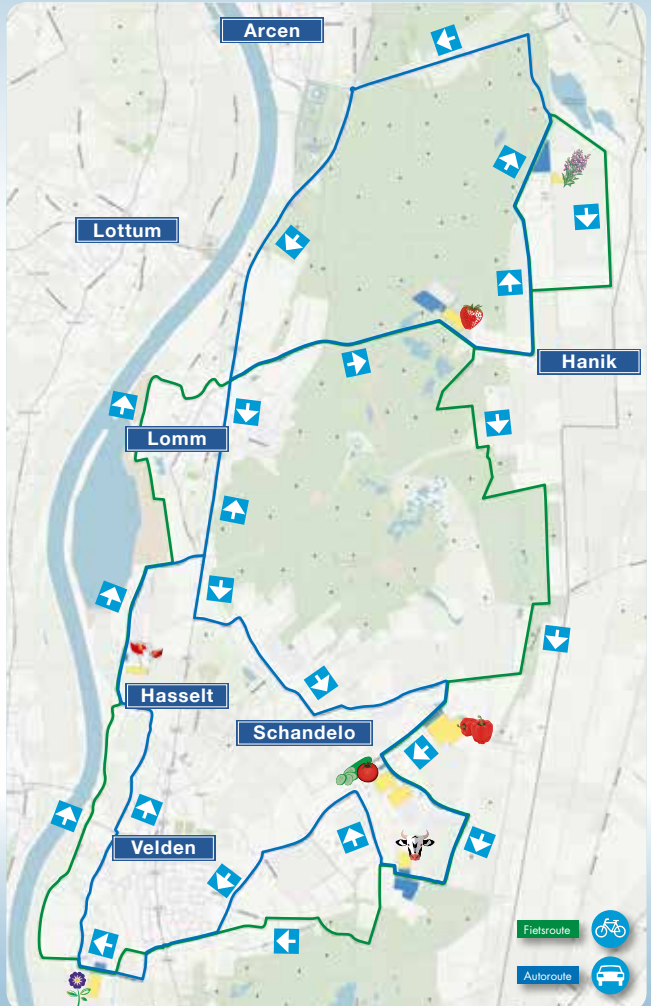 Arcen
Lottum
Hanik
Lomm
Hasselt
Schandelo
Velden
Fietsroute
Autoroute